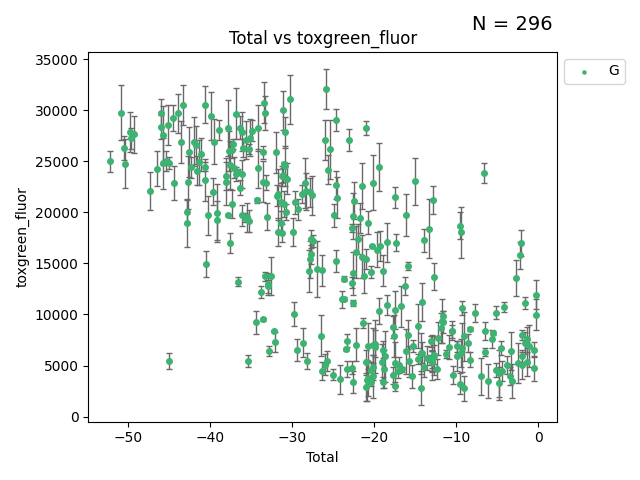 N = 296
Total vs toxgreen_fluor
G
toxgreen_fluor
35000
30000
25000
20000
15000
10000
5000
0
−50 −40 −30 −20 −10 0
Total